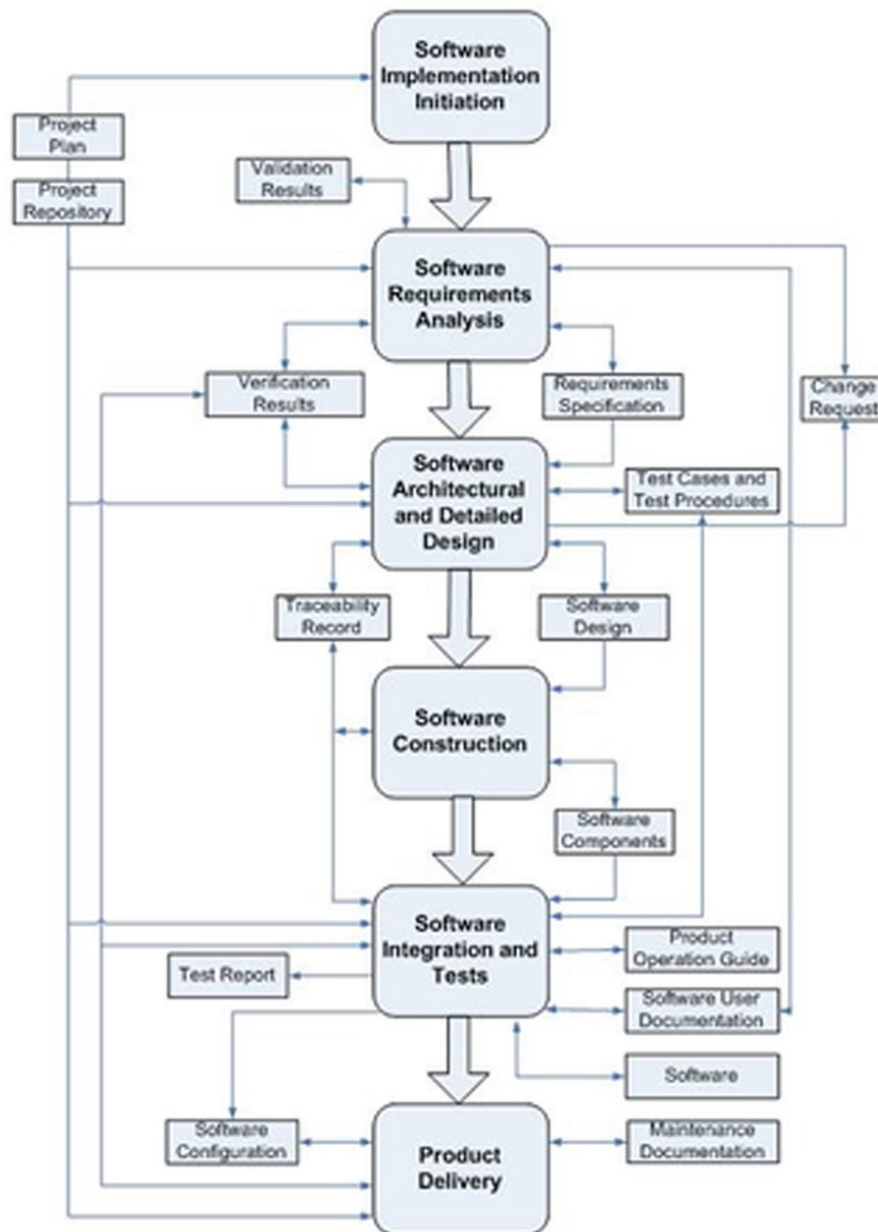 Software
Implementation
Initiation
Project
Plan
Validation
Results
Project
Repository
Software
Requirements
Analysis
Verification
Results
Requirements
Specification
Change
Request
Software
Architectural
and Detailed
Design
Test Cases and
Test Procedures
Traceability
Record
Software
Design
Software
Construction
Software
Components
Software
Integration and
Tests
Product
Operation Guide
Test Report
Software User
Documentation
Software
Software
Configuration
Product
Delivery
Maintenance
Documentation